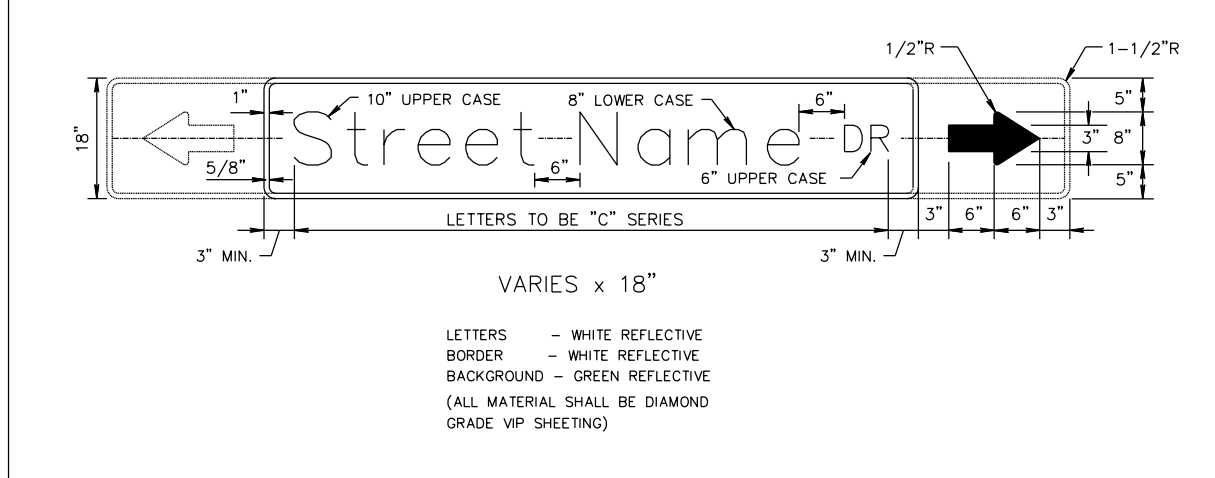 1/2"R
1-1/2"R
18"
1"
10" UPPER CASE
8" LOWER CASE
6"
5"
Street Name DR
3"
8"
5/8"
6"
6" UPPER CASE
5"
LETTERS TO BE "C" SERIES
3"
6"
6"
3"
3" MIN.
3" MIN.
VARIES x 18"
LETTERS - WHITE REFLECTIVE
BORDER - WHITE REFLECTIVE
BACKGROUND - GREEN REFLECTIVE
(ALL MATERIAL SHALL BE DIAMOND
GRADE VIP SHEETING)